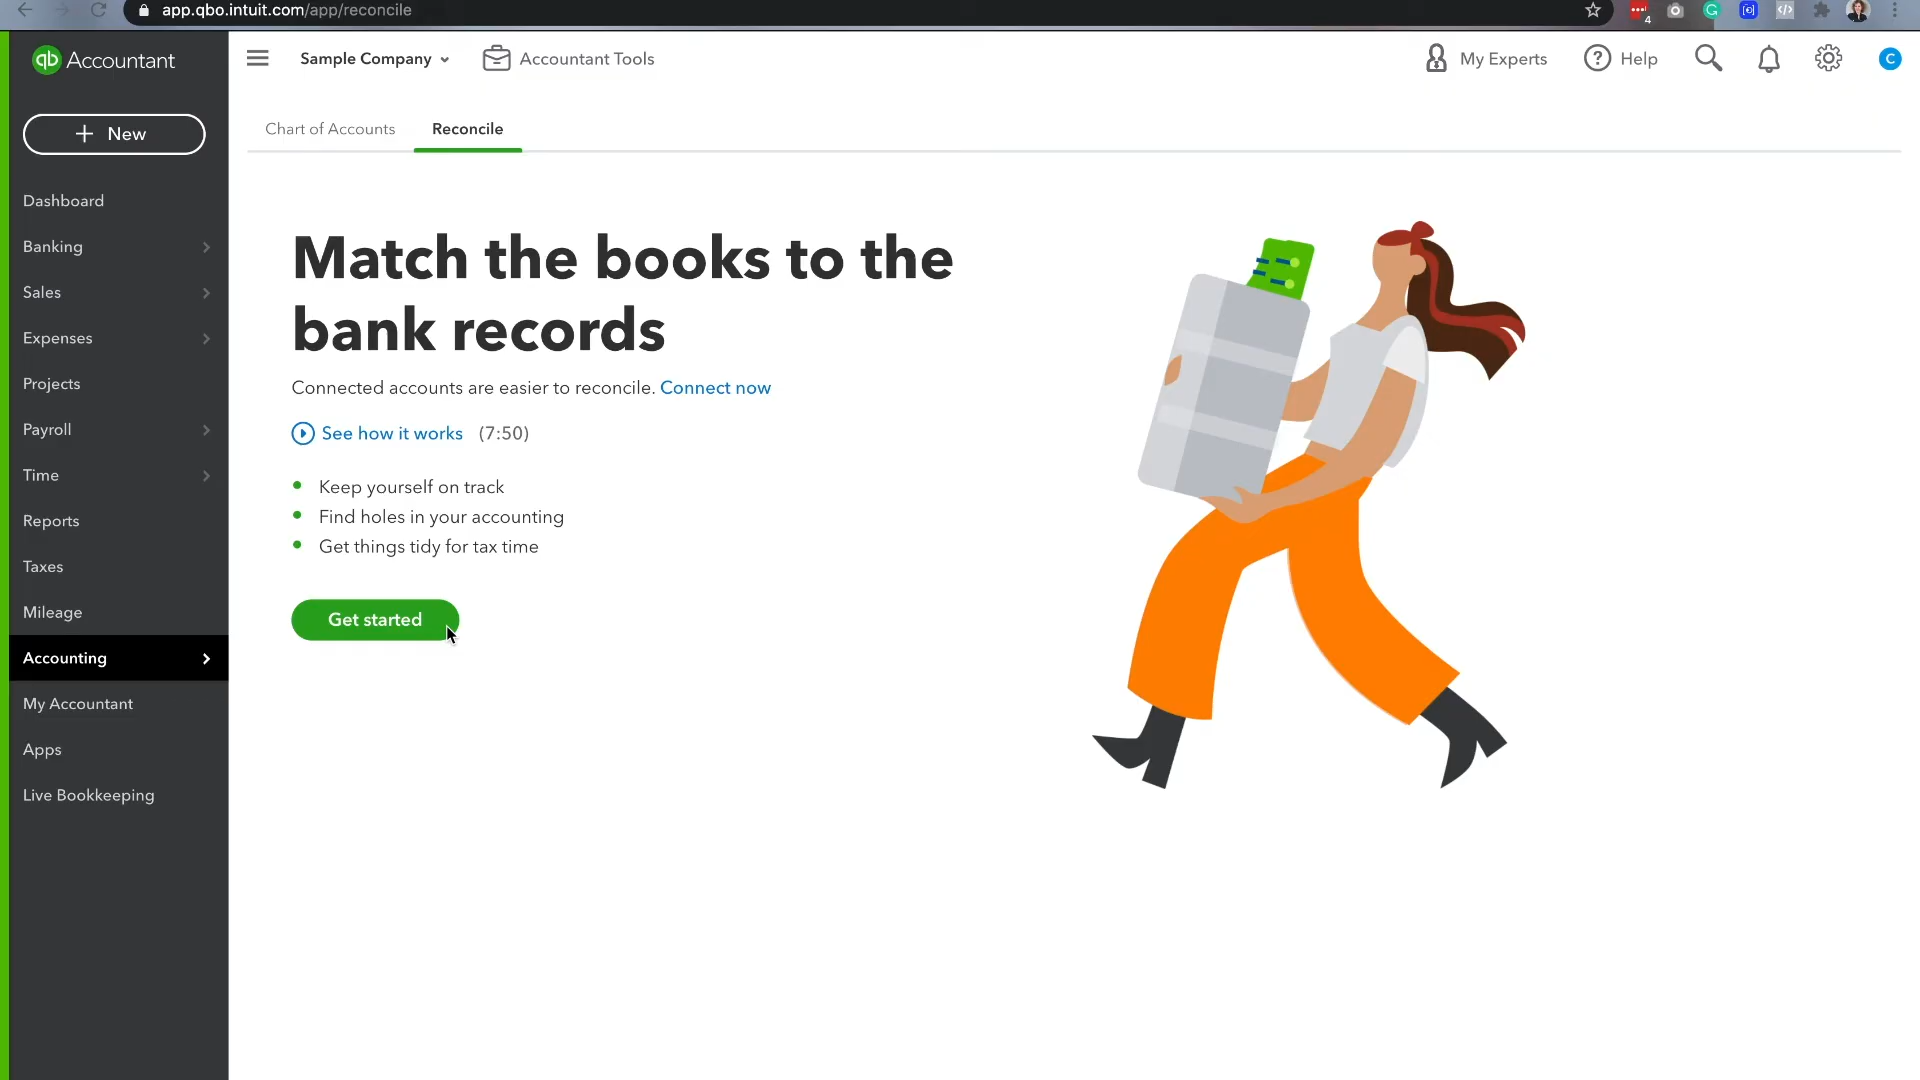 app.qbo.intuit.com/app/reconcile
4
qb Accountant
Sample Company
Accountant Tools
My Experts
Help
C
+ New
Chart of Accounts
Reconcile
Dashboard
Banking
Sales
Expenses
Projects
Payroll
Time
Reports
Taxes
Mileage
Accounting
My Accountant
Apps
Live Bookkeeping
Match the books to the
bank records
Connected accounts are easier to reconcile. Connect now
See how it works (7:50)
Keep yourself on track
Find holes in your accounting
Get things tidy for tax time
Get started